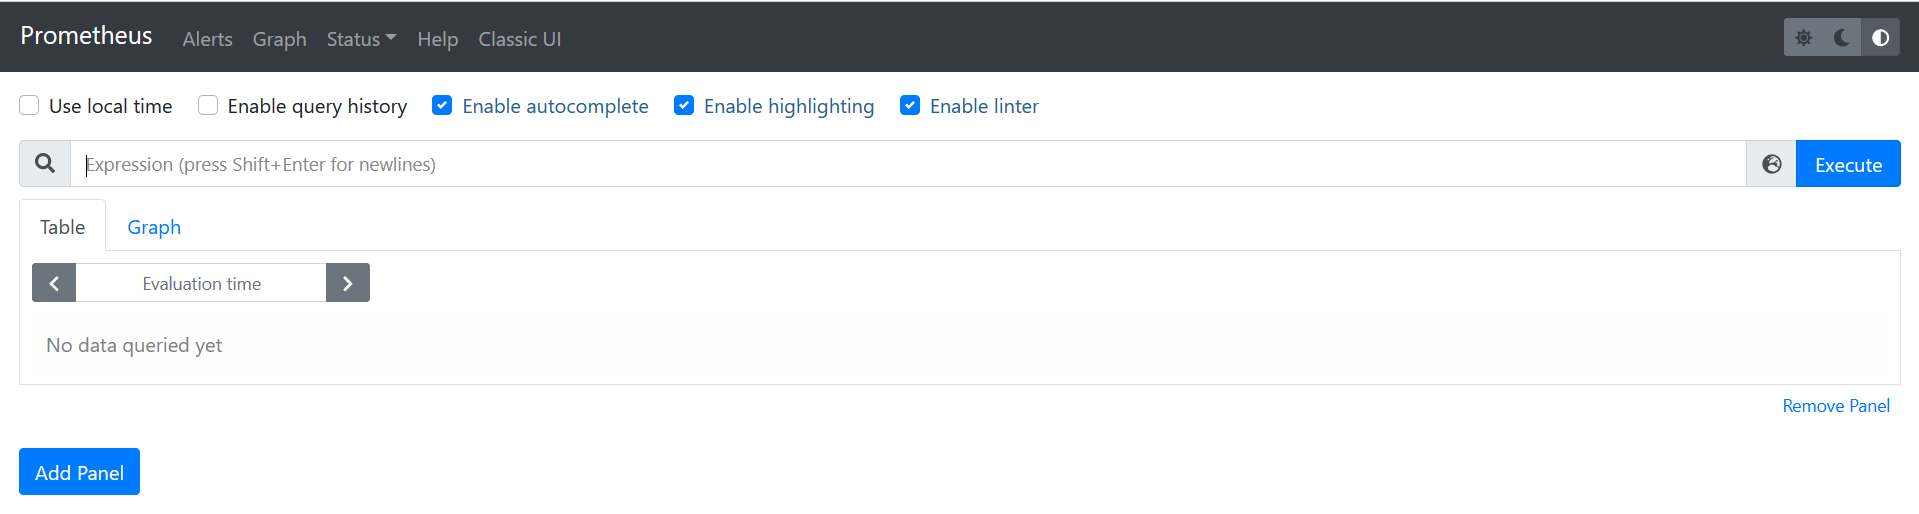 Prometheus Alerts Graph Status Help Classic UI
Use local time Enable query history Enable autocomplete Enable highlighting Enable linter
Expression (press Shift+Enter for newlines) Execute
Table Graph
Evaluation time
No data queried yet
Remove Panel
Add Panel